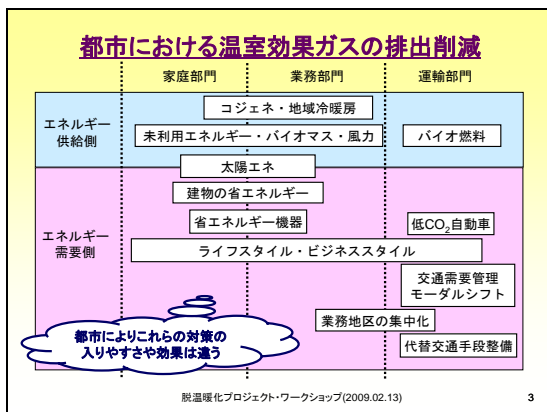 都市における温室効果ガスの排出削減
家庭部門
業務部門
運輸部門
エネルギー
供給側
コジェネ・地域冷暖房
未利用エネルギー・バイオマス・風力
バイオ燃料
太陽エネ
建物の省エネルギー
エネルギー
需要側
省エネルギー機器
低CO₂自動車
ライフスタイル・ビジネススタイル
交通需要管理
モーダルシフト
業務地区の集中化
代替交通手段整備
都市によりこれらの対策の
入りやすさや効果は違う
脱温暖化プロジェクト・ワークショップ(2009.02.13)
3